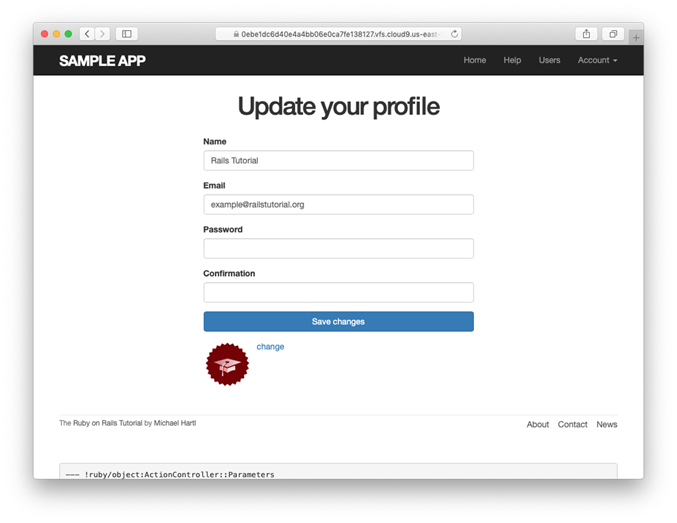 0ebe1dc6d40e4a4bb06e0ca7fe138127.vfs.cloud9.us-east-
SAMPLE APP Home Help Users Account
Update your profile
Name
Rails Tutorial
Email
example@railstutorial.org
Password
Confirmation
Save changes
change
The Ruby on Rails Tutorial by Michael Hartl About Contact News
--- !ruby/object:ActionController::Parameters